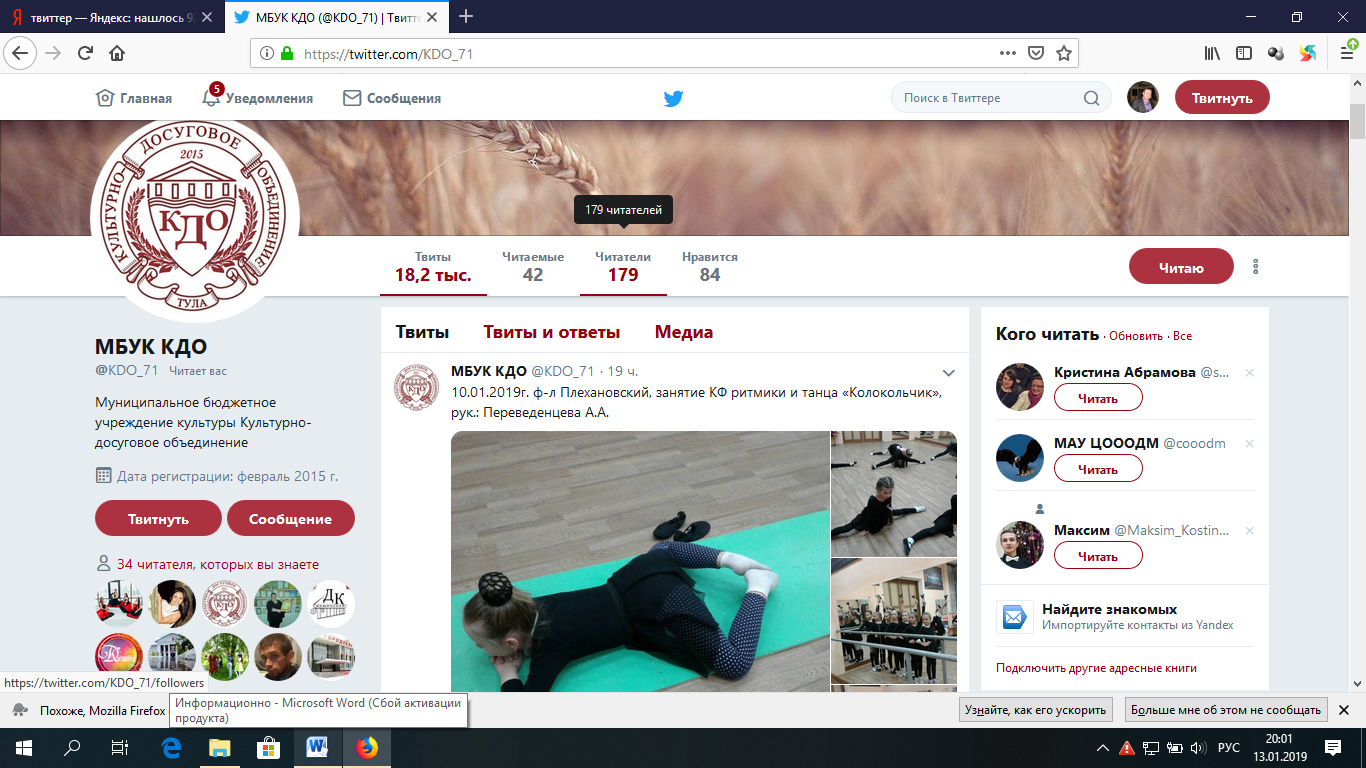 твиттер — Яндекс: нашлось 9
МБУК КДО (@KDO_71) | Твитте
https://twitter.com/KDO_71
Главная
5
Уведомления
Сообщения
Поиск в Твиттере
Твитнуть
КУЛЬТУРНО-ДОСУГОВОЕ ОБЪЕДИНЕНИЕ
2015
КДО
ТУЛА
179 читателей
Твиты
18,2 тыс.
Читаемые
42
Читатели
179
Нравится
84
Читаю
МБУК КДО
@KDO_71 Читает вас
Муниципальное бюджетное
учреждение культуры Культурно-
досуговое объединение
Дата регистрации: февраль 2015 г.
Твитнуть
Сообщение
34 читателя, которых вы знаете
КДО
ДК
Твиты
Твиты и ответы
Медиа
МБУК КДО @KDO_71 · 19 ч.
10.01.2019г. ф-л Плехановский, занятие КФ ритмики и танца «Колокольчик»,
рук.: Переведенцева А.А.
Кого читать · Обновить · Все
Кристина Абрамова @s...
Читать
МАУ ЦОООДМ @cooodm
Читать
Максим @Maksim_Kostin...
Читать
Найдите знакомых
Импортируйте контакты из Yandex
Подключить другие адресные книги
https://twitter.com/KDO_71/followers
Похоже, Mozilla Firefox
Информационно - Microsoft Word (Сбой активации
продукта)
Узнайте, как его ускорить
Больше мне об этом не сообщать
РУС
20:01
13.01.2019